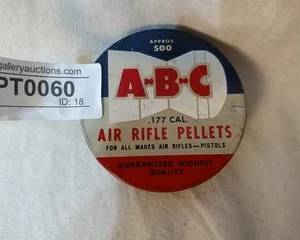 galleryauctions.com
PT0060
ID: 18
APPROX
500
A-B-C
.177 CAL.
AIR RIFLE PELLETS
FOR ALL MAKES AIR RIFLES — PISTOLS
GUARANTEED HIGHEST
QUALITY